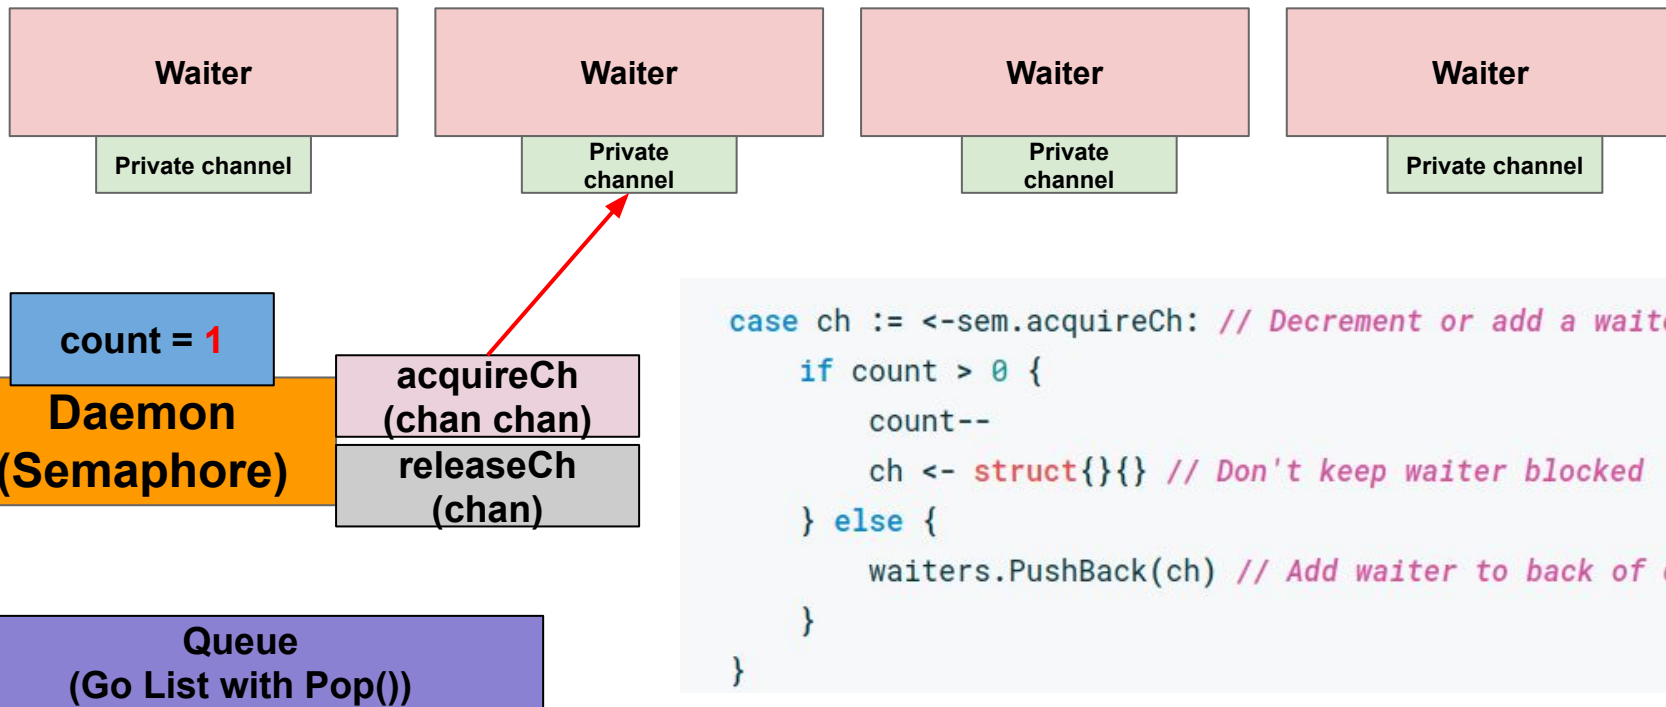 Waiter
Waiter
Waiter
Waiter
Private channel
Private
channel
Private
channel
Private channel
count = 1
Daemon
(Semaphore)
acquireCh
(chan chan)
releaseCh
(chan)
case ch := <-sem.acquireCh: // Decrement or add a
if count > 0 {
count--
ch <- struct{}{} // Don't keep waiter blocked
} else {
waiters.PushBack(ch) // Add waiter to back of
}
}
Queue
(Go List with Pop())